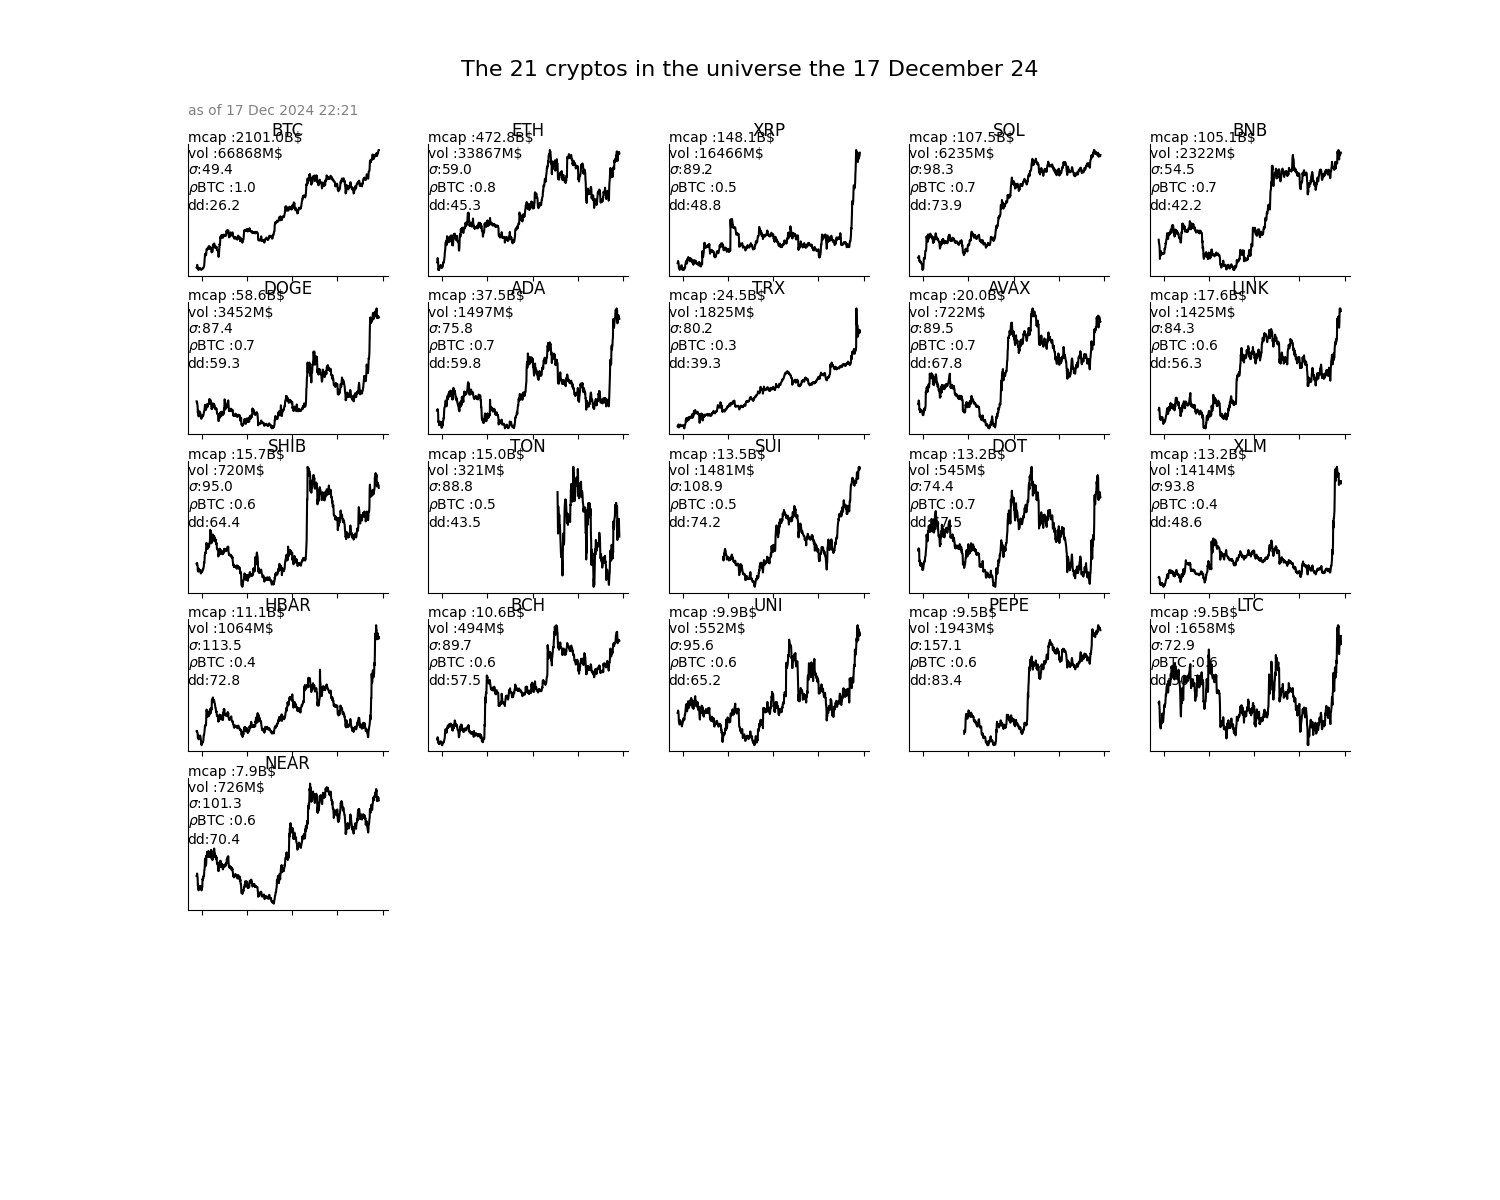 The 21 cryptos in the universe the 17 December 24
as of 17 Dec 2024 22:21
BTC
mcap :2101.0B$
vol :66868M$
σ:49.4
ρBTC :1.0
dd:26.2
ETH
mcap :472.8B$
vol :33867M$
σ:59.0
ρBTC :0.8
dd:45.3
XRP
mcap :148.1B$
vol :16466M$
σ:89.2
ρBTC :0.5
dd:48.8
SOL
mcap :107.5B$
vol :6235M$
σ:98.3
ρBTC :0.7
dd:73.9
BNB
mcap :105.1B$
vol :2322M$
σ:54.5
ρBTC :0.7
dd:42.2
DOGE
mcap :58.6B$
vol :3452M$
σ:87.4
ρBTC :0.7
dd:59.3
ADA
mcap :37.5B$
vol :1497M$
σ:75.8
ρBTC :0.7
dd:59.8
TRX
mcap :24.5B$
vol :1825M$
σ:80.2
ρBTC :0.3
dd:39.3
AVAX
mcap :20.0B$
vol :722M$
σ:89.5
ρBTC :0.7
dd:67.8
LINK
mcap :17.6B$
vol :1425M$
σ:84.3
ρBTC :0.6
dd:56.3
SHIB
mcap :15.7B$
vol :720M$
σ:95.0
ρBTC :0.6
dd:64.4
TON
mcap :15.0B$
vol :321M$
σ:88.8
ρBTC :0.5
dd:43.5
SUI
mcap :13.5B$
vol :1481M$
σ:108.9
ρBTC :0.5
dd:74.2
DOT
mcap :13.2B$
vol :545M$
σ:74.4
ρBTC :0.7
XLM
mcap :13.2B$
vol :1414M$
σ:93.8
ρBTC :0.4
dd:48.6
HBAR
mcap :11.1B$
vol :1064M$
σ:113.5
ρBTC :0.4
dd:72.8
BCH
mcap :10.6B$
vol :494M$
σ:89.7
ρBTC :0.6
dd:57.5
UNI
mcap :9.9B$
vol :552M$
σ:95.6
ρBTC :0.6
dd:65.2
PEPE
mcap :9.5B$
vol :1943M$
σ:157.1
ρBTC :0.6
dd:83.4
LTC
mcap :9.5B$
vol :1658M$
σ:72.9
ρBTC :0.6
NEAR
mcap :7.9B$
vol :726M$
σ:101.3
ρBTC :0.6
dd:70.4